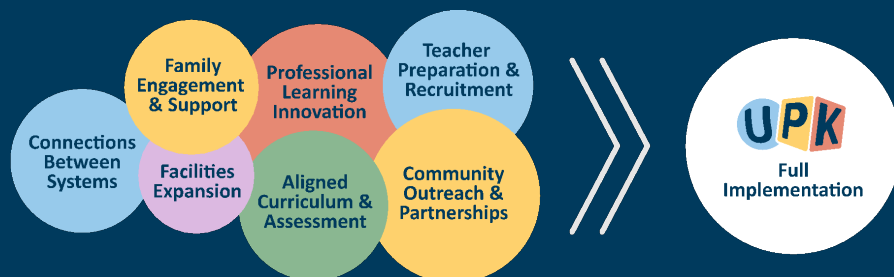 Connections
Between
Systems
Family
Engagement
& Support
Facilities
Expansion
Professional
Learning
Innovation
Aligned
Curriculum &
Assessment
Teacher
Preparation &
Recruitment
Community
Outreach &
Partnerships
UPK
Full
Implementation